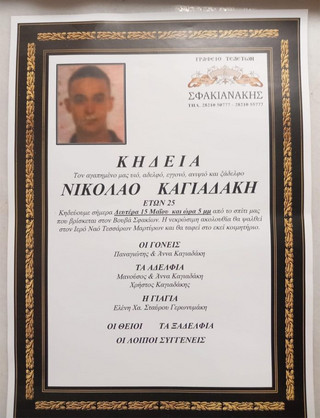 ΓΡΑΦΕΙΟ ΤΕΛΕΤΩΝ
ΣΦΑΚΙΑΝΑΚΗΣ
ΚΗΔΕΙΑ
Τον αγαπημένο μας γιό, αδελφό, εγγονό, ανιψιό και ξάδελφο
ΝΙΚΟΛΑΟ ΚΑΓΙΑΔΑΚΗ
ΕΤΩΝ 25
Κηδεύουμε σήμερα Δευτέρα 15 Μαΐου και ώρα 5 μμ από το σπίτι μας
που βρίσκεται στον Βουβά Σφακίων. Η νεκρώσιμη ακολουθία θα ψαλθεί
στον Ιερό Ναό Τεσσάρων Μαρτύρων και θα ταφεί στο εκεί κοιμητήριο.
ΟΙ ΓΟΝΕΙΣ
Παναγιώτης & Άννα Καγιαδάκη
ΤΑ ΑΔΕΛΦΙΑ
Μανούσος & Άννα Καγιαδάκη
Χρήστος Καγιαδάκης
Η ΓΙΑΓΙΑ
Ελένη Χα. Σταύρου Γερωνυμάκη
ΟΙ ΘΕΙΟΙ ΤΑ ΞΑΔΕΛΦΙΑ
ΟΙ ΛΟΙΠΟΙ ΣΥΓΓΕΝΕΙΣ